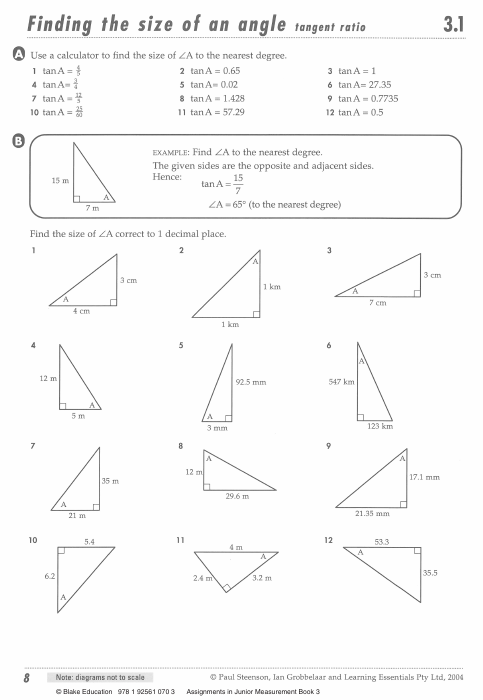 Finding the size of an angle tangent ratio 3.1
A Use a calculator to find the size of ∠A to the nearest degree.
1 tan A = 4/5 2 tan A = 0.65 3 tan A = 1
4 tan A= 3/4 5 tan A= 0.02 6 tan A= 27.35
7 tan A = 12/5 8 tan A = 1.428 9 tan A = 0.7735
10 tan A = 25/60 11 tan A = 57.29 12 tan A = 0.5
B
EXAMPLE: Find ∠A to the nearest degree.
The given sides are the opposite and adjacent sides.
Hence: tan A = 15/7
∠A = 65° (to the nearest degree)
15 m
A
7 m
Find the size of ∠A correct to 1 decimal place.
1
3 cm
A
4 cm
2
A
1 km
1 km
3
3 cm
A
7 cm
4
12 m
A
5 m
5
92.5 mm
A
3 mm
6
A
547 km
123 km
7
35 m
A
21 m
8
A
12 m
29.6 m
9
A
17.1 mm
21.35 mm
10
5.4
6.2
A
11
4 m
A
2.4 m 3.2 m
12
53.3
A
35.5
8 Note: diagrams not to scale © Paul Steenson, Ian Grobbelaar and Learning Essentials Pty Ltd, 2004
© Blake Education 978 1 92561 070 3 Assignments in Junior Measurement Book 3